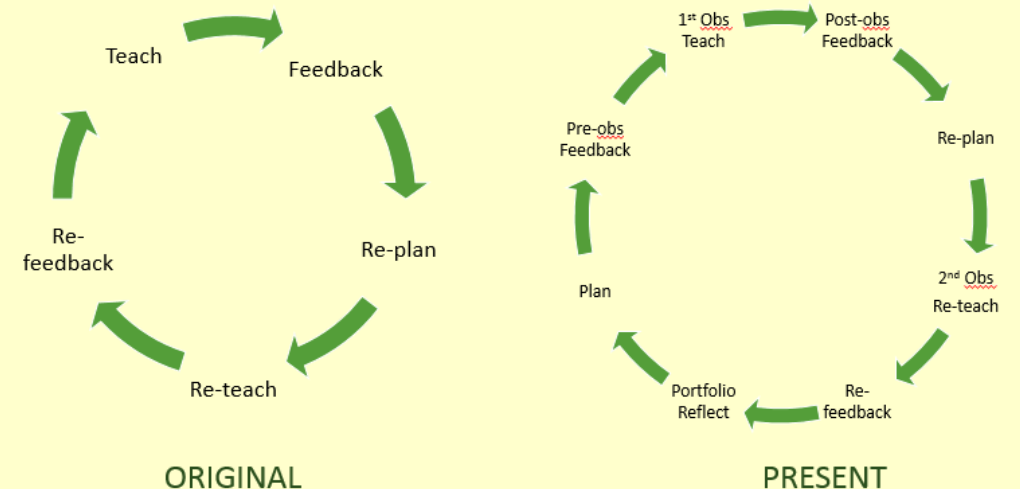 Teach
Feedback
Re-plan
Re-teach
Re-
feedback
ORIGINAL
1st Obs
Teach
Post-obs
Feedback
Re-plan
2nd Obs
Re-teach
Re-
feedback
Portfolio
Reflect
Plan
Pre-obs
Feedback
PRESENT